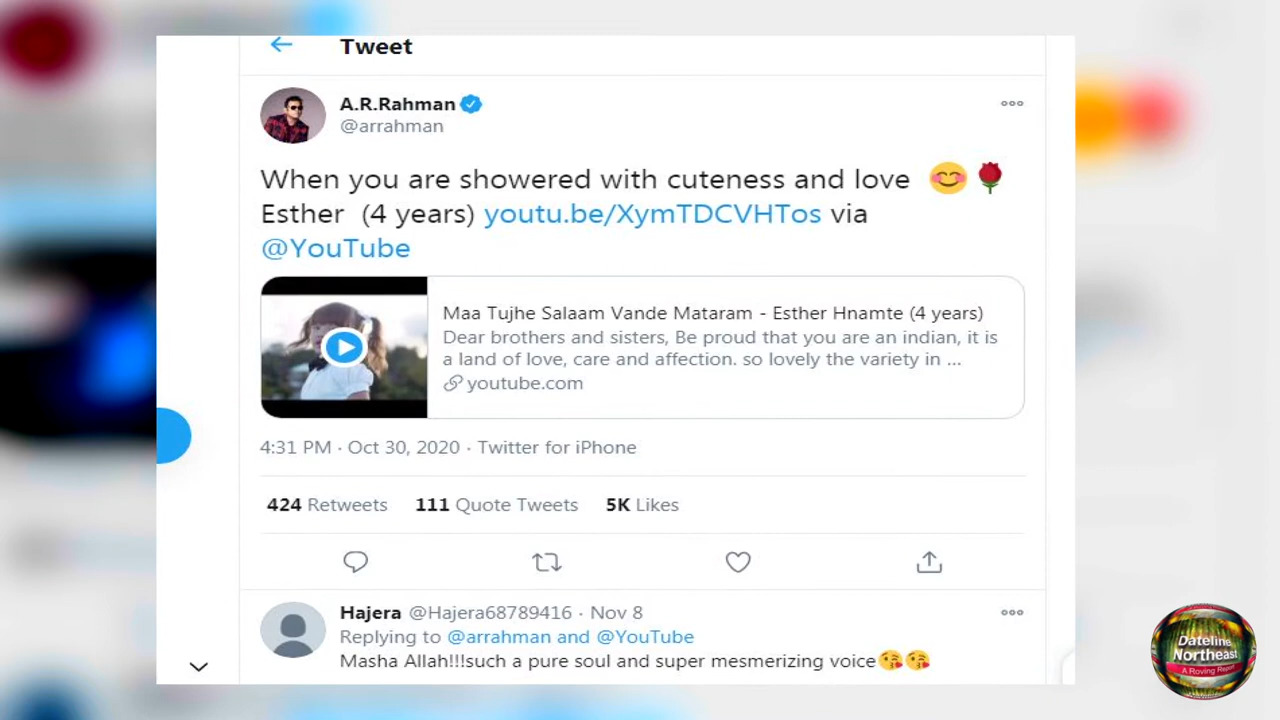 Tweet
A.R.Rahman
@arrahman
When you are showered with cuteness and love 😊🌹
Esther (4 years) youtu.be/XymTDCVHTos via
@YouTube
Maa Tujhe Salaam Vande Mataram - Esther Hnamte (4 years)
Dear brothers and sisters, Be proud that you are an indian, it is
a land of love, care and affection. so lovely the variety in ...
youtube.com
4:31 PM · Oct 30, 2020 · Twitter for iPhone
424 Retweets 111 Quote Tweets 5K Likes
Hajera @Hajera68789416 · Nov 8
Replying to @arrahman and @YouTube
Masha Allah!!!such a pure soul and super mesmerizing voice😘😘
Dateline
Northeast
A Roving Report